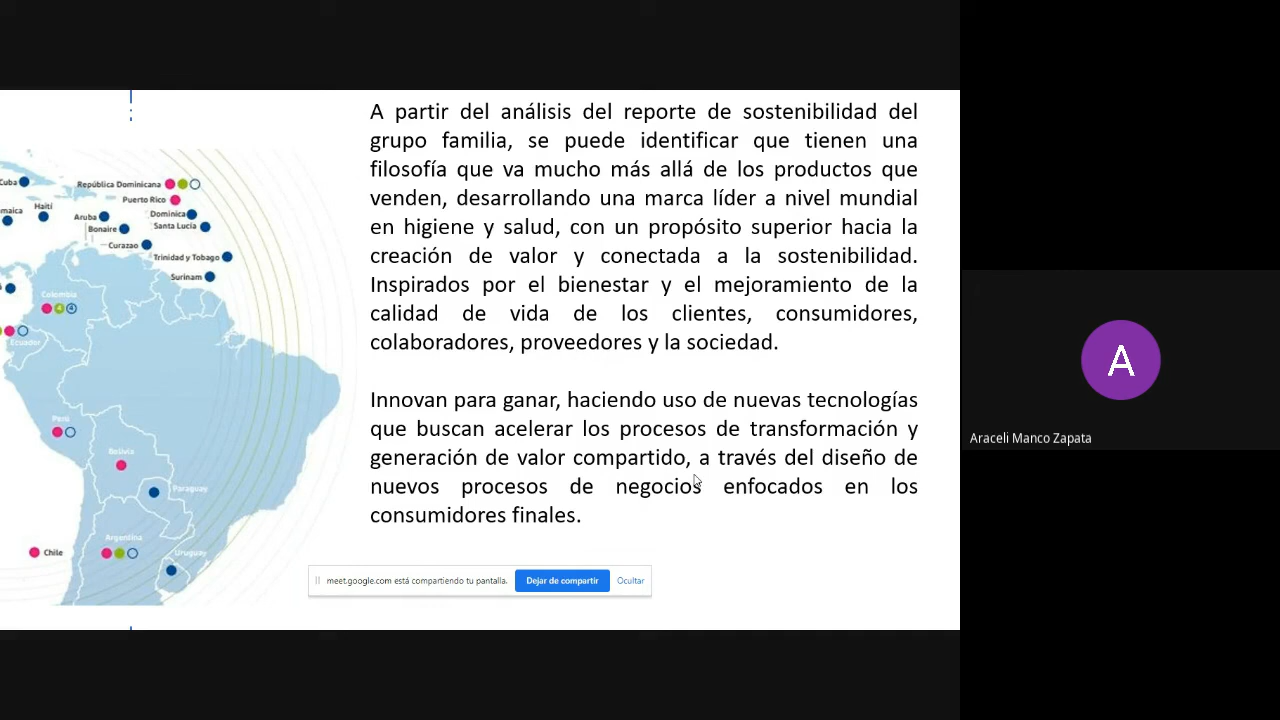 A partir del análisis del reporte de sostenibilidad del
grupo familia, se puede identificar que tienen una
filosofía que va mucho más allá de los productos que
venden, desarrollando una marca líder a nivel mundial
en higiene y salud, con un propósito superior hacia la
creación de valor y conectada a la sostenibilidad.
Inspirados por el bienestar y el mejoramiento de la
calidad de vida de los clientes, consumidores,
colaboradores, proveedores y la sociedad.
Innovan para ganar, haciendo uso de nuevas tecnologías
que buscan acelerar los procesos de transformación y
generación de valor compartido, a través del diseño de
nuevos procesos de negocios enfocados en los
consumidores finales.
Cuba
República Dominicana
Puerto Rico
maica
Haití
Aruba
Dominica
Bonaire
Santa Lucía
Curazao
Trinidad y Tobago
Surinam
Colombia
Ecuador
Perú
Bolivia
Paraguay
Chile
Argentina
Uruguay
meet.google.com está compartiendo tu pantalla.
Dejar de compartir
Ocultar
A
Araceli Manco Zapata